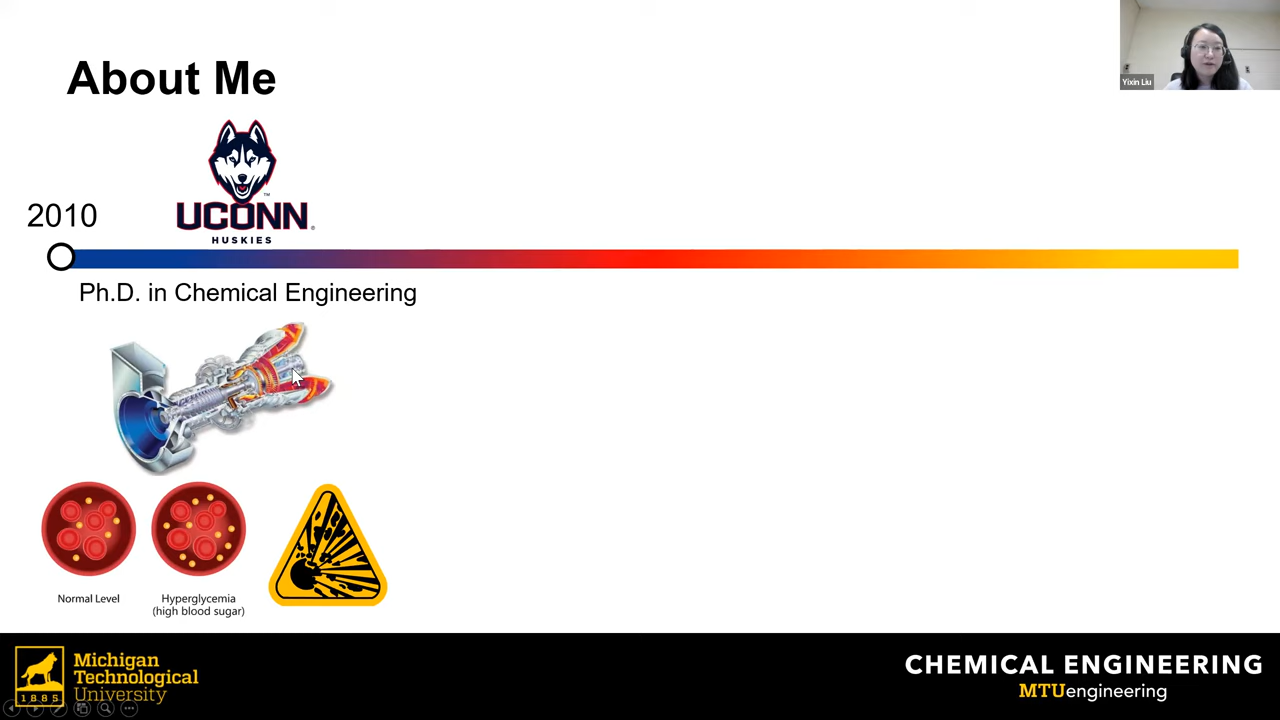 About Me
Yixin Liu
2010
UCONN
HUSKIES
Ph.D. in Chemical Engineering
Normal Level
Hyperglycemia
(high blood sugar)
Michigan
Technological
University
1885
CHEMICAL ENGINEERING
MTUengineering